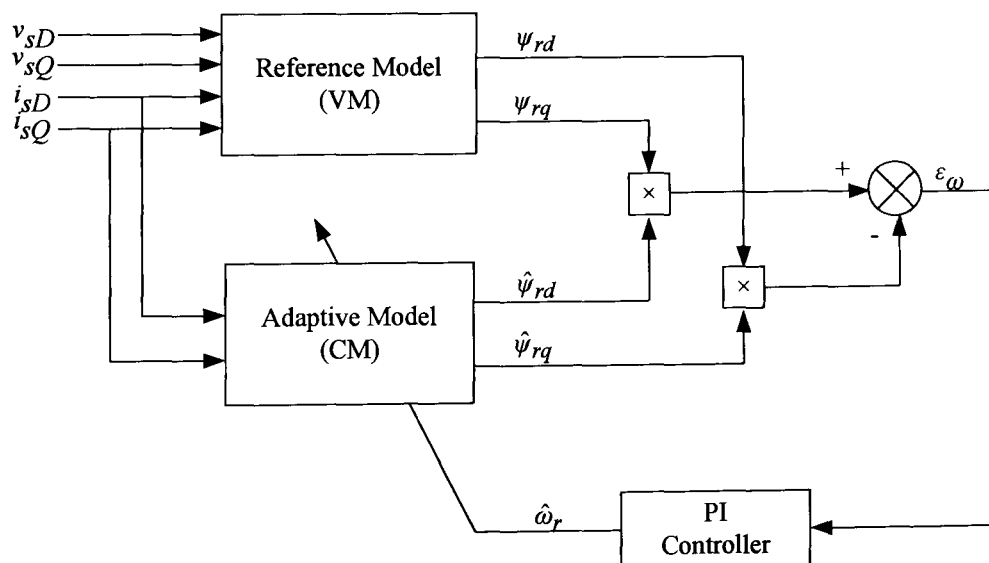 v_sD
v_sQ
i_sD
i_sQ
Reference Model
(VM)
ψ_rd
ψ_rq
×
+
ε_ω
-
×
Adaptive Model
(CM)
ψ̂_rd
ψ̂_rq
ω̂_r
PI
Controller